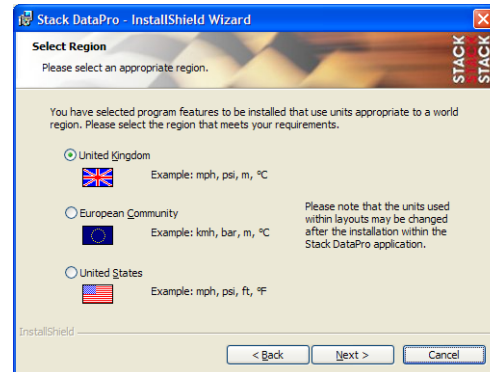 Stack DataPro - InstallShield Wizard
Select Region
Please select an appropriate region.
STACK
STACK
STACK
You have selected program features to be installed that use units appropriate to a world
region. Please select the region that meets your requirements.
United Kingdom
Example: mph, psi, m, °C
European Community
Example: kmh, bar, m, °C
Please note that the units used
within layouts may be changed
after the installation within the
Stack DataPro application.
United States
Example: mph, psi, ft, °F
InstallShield
< Back
Next >
Cancel